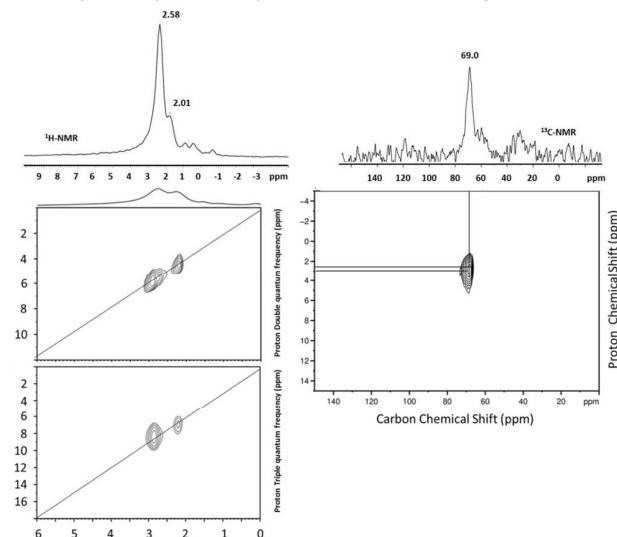 2.58
2.01
¹H-NMR
9 8 7 6 5 4 3 2 1 0 -1 -2 -3 ppm
69.0
¹³C-NMR
140 120 100 80 60 40 20 0 ppm
2
4
6
8
10
12
Proton Double quantum frequency (ppm)
0
2
4
6
8
10
12
14
16
Proton Triple quantum frequncy (ppm)
6 5 4 3 2 1 0
-4
-2
0
2
4
6
8
10
12
14
Proton ChemicalShift (ppm)
140 120 100 80 60 40 20 ppm
Carbon Chemical Shift (ppm)